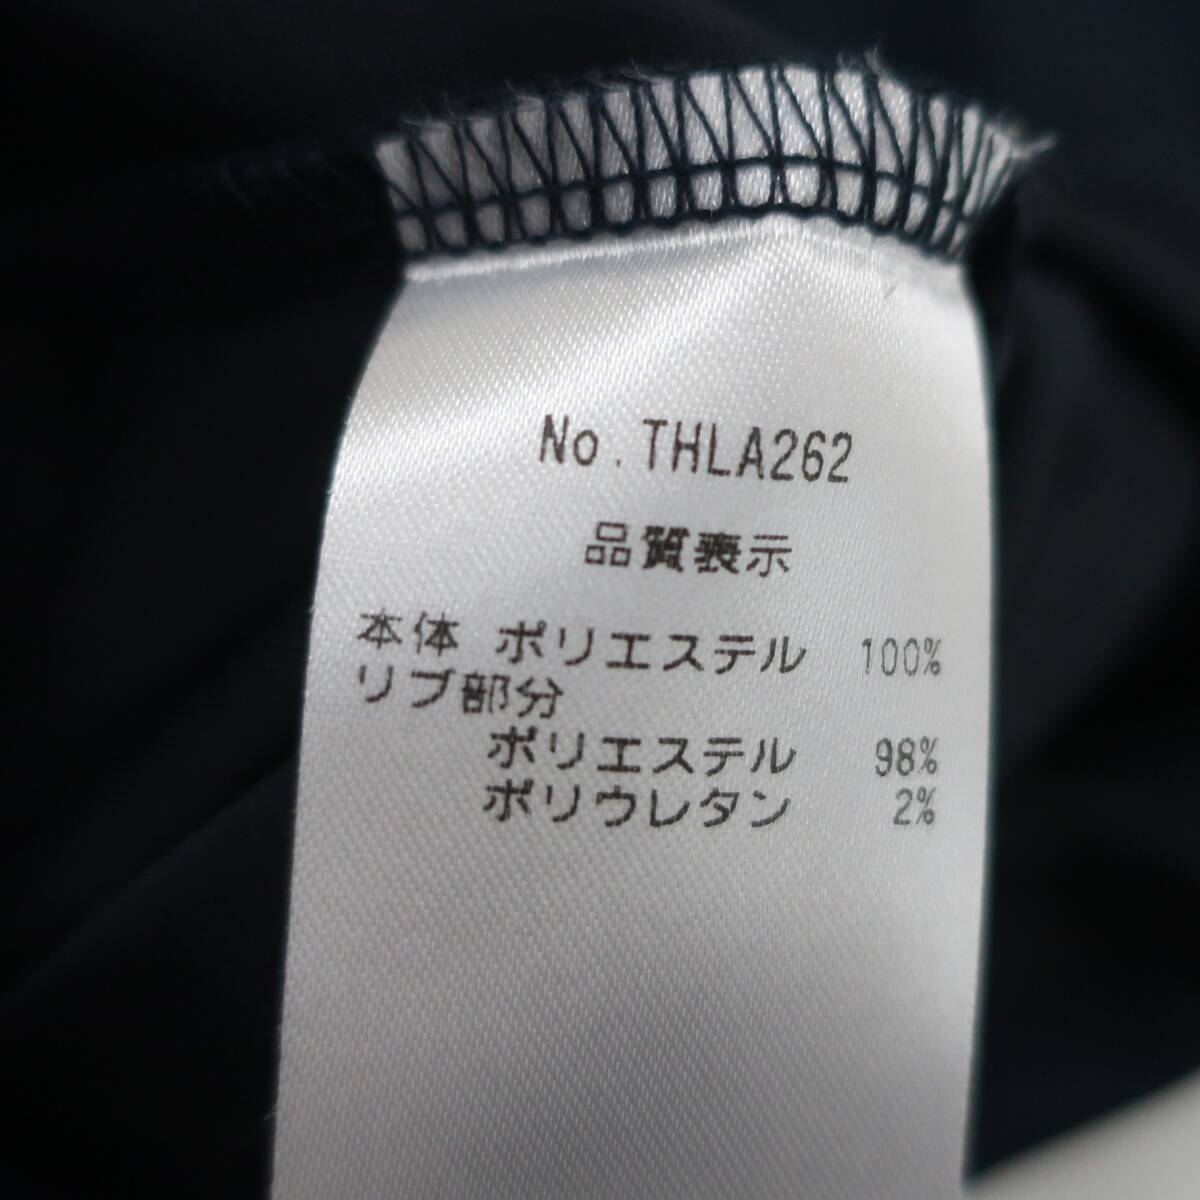 No.THLA262
品質表示
本体 ポリエステル 100%
リブ部分
ポリエステル 98%
ポリウレタン 2%